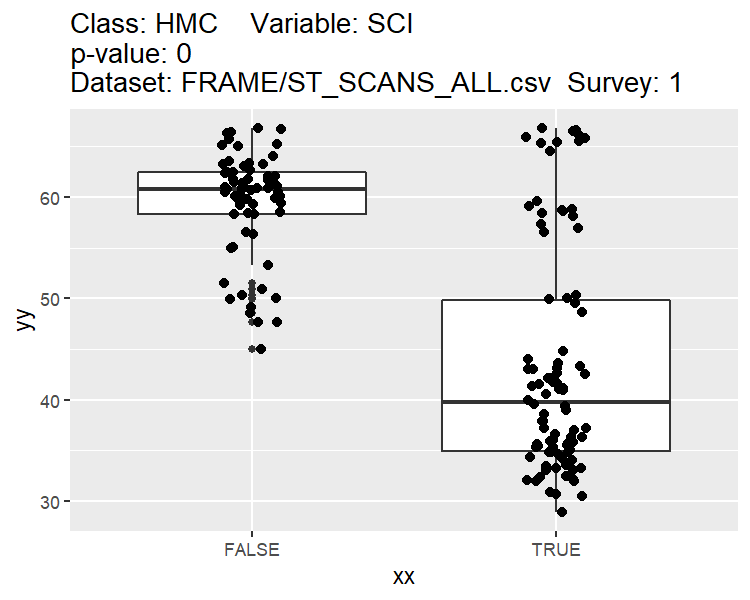 Class: HMC    Variable: SCI
p-value: 0
Dataset: FRAME/ST_SCANS_ALL.csv  Survey: 1
60
50
40
30
yy
FALSE
TRUE
xx